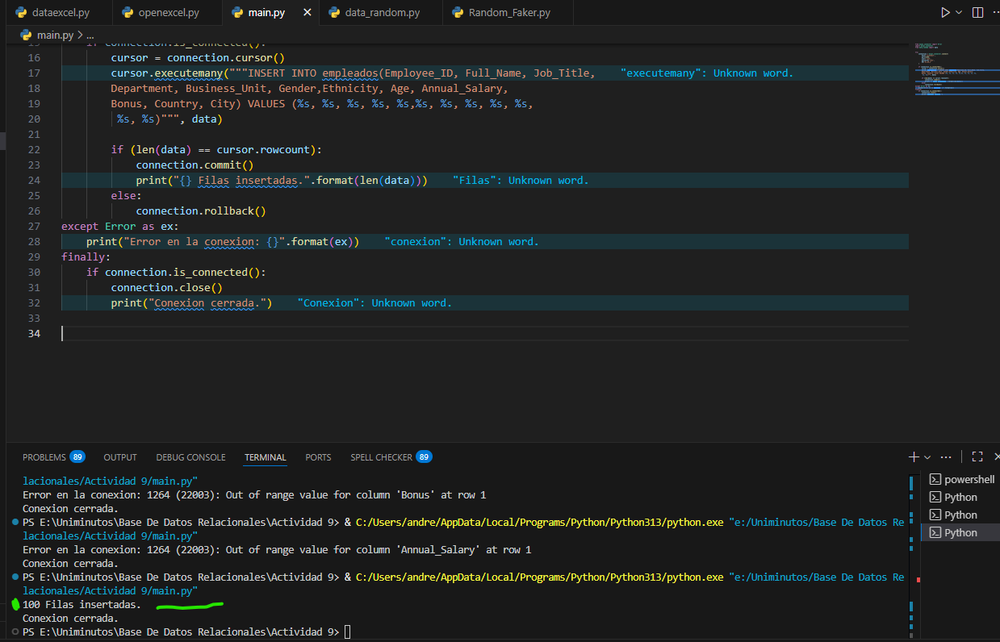 dataexcel.py openexcel.py main.py data_random.py Random_Faker.py
main.py > ...
16 cursor = connection.cursor()
17 cursor.executemany("""INSERT INTO empleados(Employee_ID, Full_Name, Job_Title, "executemany": Unknown word.
18 Department, Business_Unit, Gender,Ethnicity, Age, Annual_Salary,
19 Bonus, Country, City) VALUES (%s, %s, %s, %s, %s,%s, %s, %s, %s, %s,
20 %s, %s)""", data)
21
22 if (len(data) == cursor.rowcount):
23 connection.commit()
24 print("{} Filas insertadas.".format(len(data))) "Filas": Unknown word.
25 else:
26 connection.rollback()
27 except Error as ex:
28 print("Error en la conexion: {}".format(ex)) "conexion": Unknown word.
29 finally:
30 if connection.is_connected():
31 connection.close()
32 print("Conexion cerrada.") "Conexion": Unknown word.
33
34
PROBLEMS 89 OUTPUT DEBUG CONSOLE TERMINAL PORTS SPELL CHECKER 89
lacionales/Actividad 9/main.py"
Error en la conexion: 1264 (22003): Out of range value for column 'Bonus' at row 1
Conexion cerrada.
PS E:\Uniminutos\Base De Datos Relacionales\Actividad 9> & C:/Users/andre/AppData/Local/Programs/Python/Python313/python.exe "e:/Uniminutos/Base De Datos Re
lacionales/Actividad 9/main.py"
Error en la conexion: 1264 (22003): Out of range value for column 'Annual_Salary' at row 1
Conexion cerrada.
PS E:\Uniminutos\Base De Datos Relacionales\Actividad 9> & C:/Users/andre/AppData/Local/Programs/Python/Python313/python.exe "e:/Uniminutos/Base De Datos Re
lacionales/Actividad 9/main.py"
100 Filas insertadas.
Conexion cerrada.
PS E:\Uniminutos\Base De Datos Relacionales\Actividad 9>
powershell
Python
Python
Python